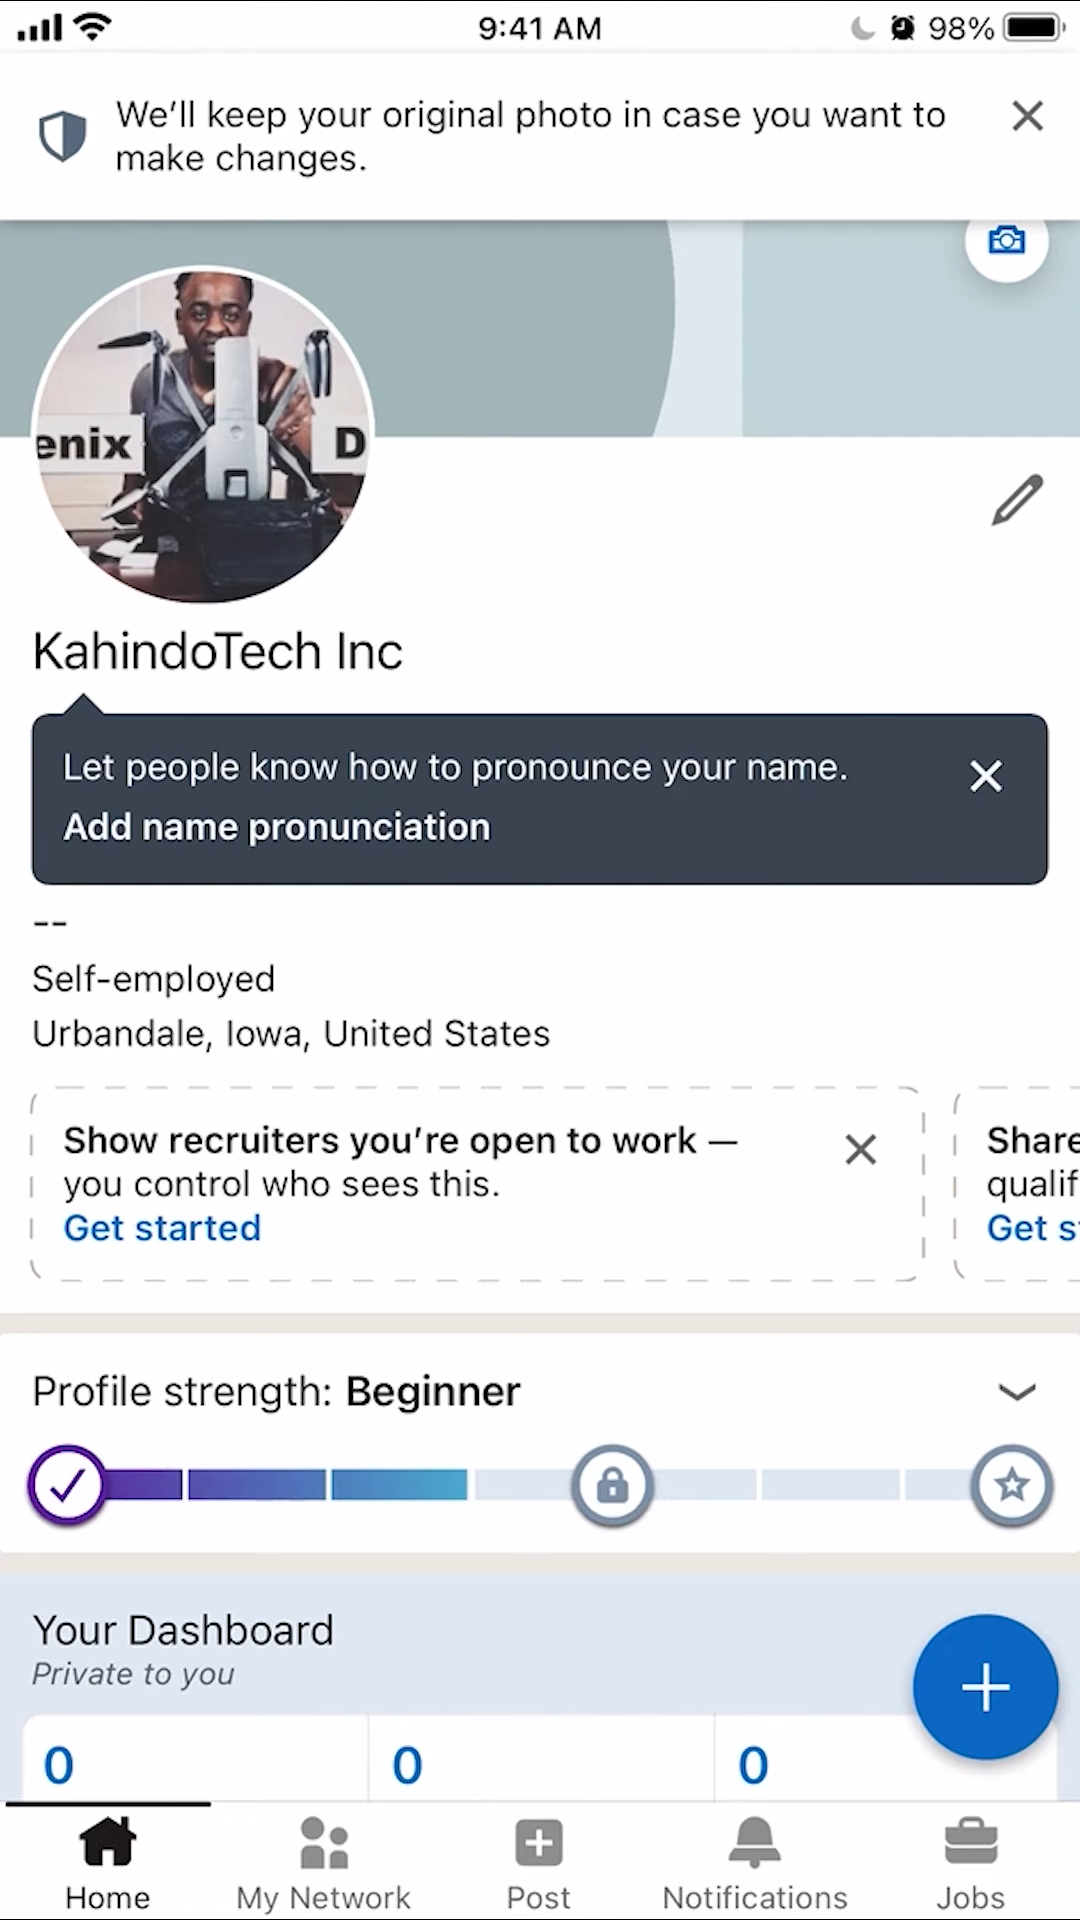 9:41 AM
98%
We’ll keep your original photo in case you want to
make changes.
enix
D
KahindoTech Inc
Let people know how to pronounce your name.
Add name pronunciation
--
Self-employed
Urbandale, Iowa, United States
Show recruiters you’re open to work —
you control who sees this.
Get started
Share
qualif
Get s
Profile strength: Beginner
Your Dashboard
Private to you
0
0
0
Home
My Network
Post
Notifications
Jobs